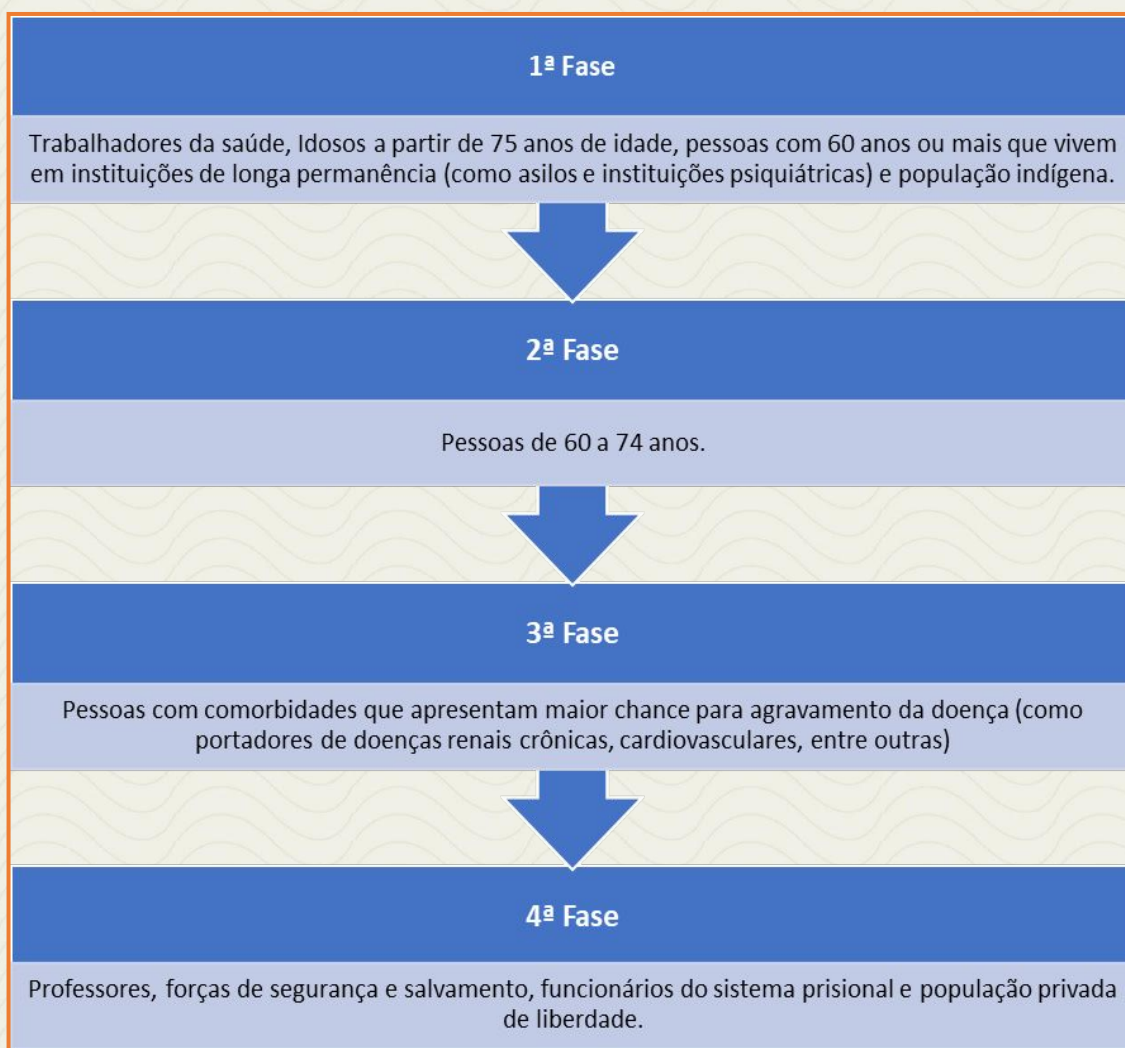 1ª Fase
Trabalhadores da saúde, Idosos a partir de 75 anos de idade, pessoas com 60 anos ou mais que vivem
em instituições de longa permanência (como asilos e instituições psiquiátricas) e população indígena.
2ª Fase
Pessoas de 60 a 74 anos.
3ª Fase
Pessoas com comorbidades que apresentam maior chance para agravamento da doença (como
portadores de doenças renais crônicas, cardiovasculares, entre outras)
4ª Fase
Professores, forças de segurança e salvamento, funcionários do sistema prisional e população privada
de liberdade.